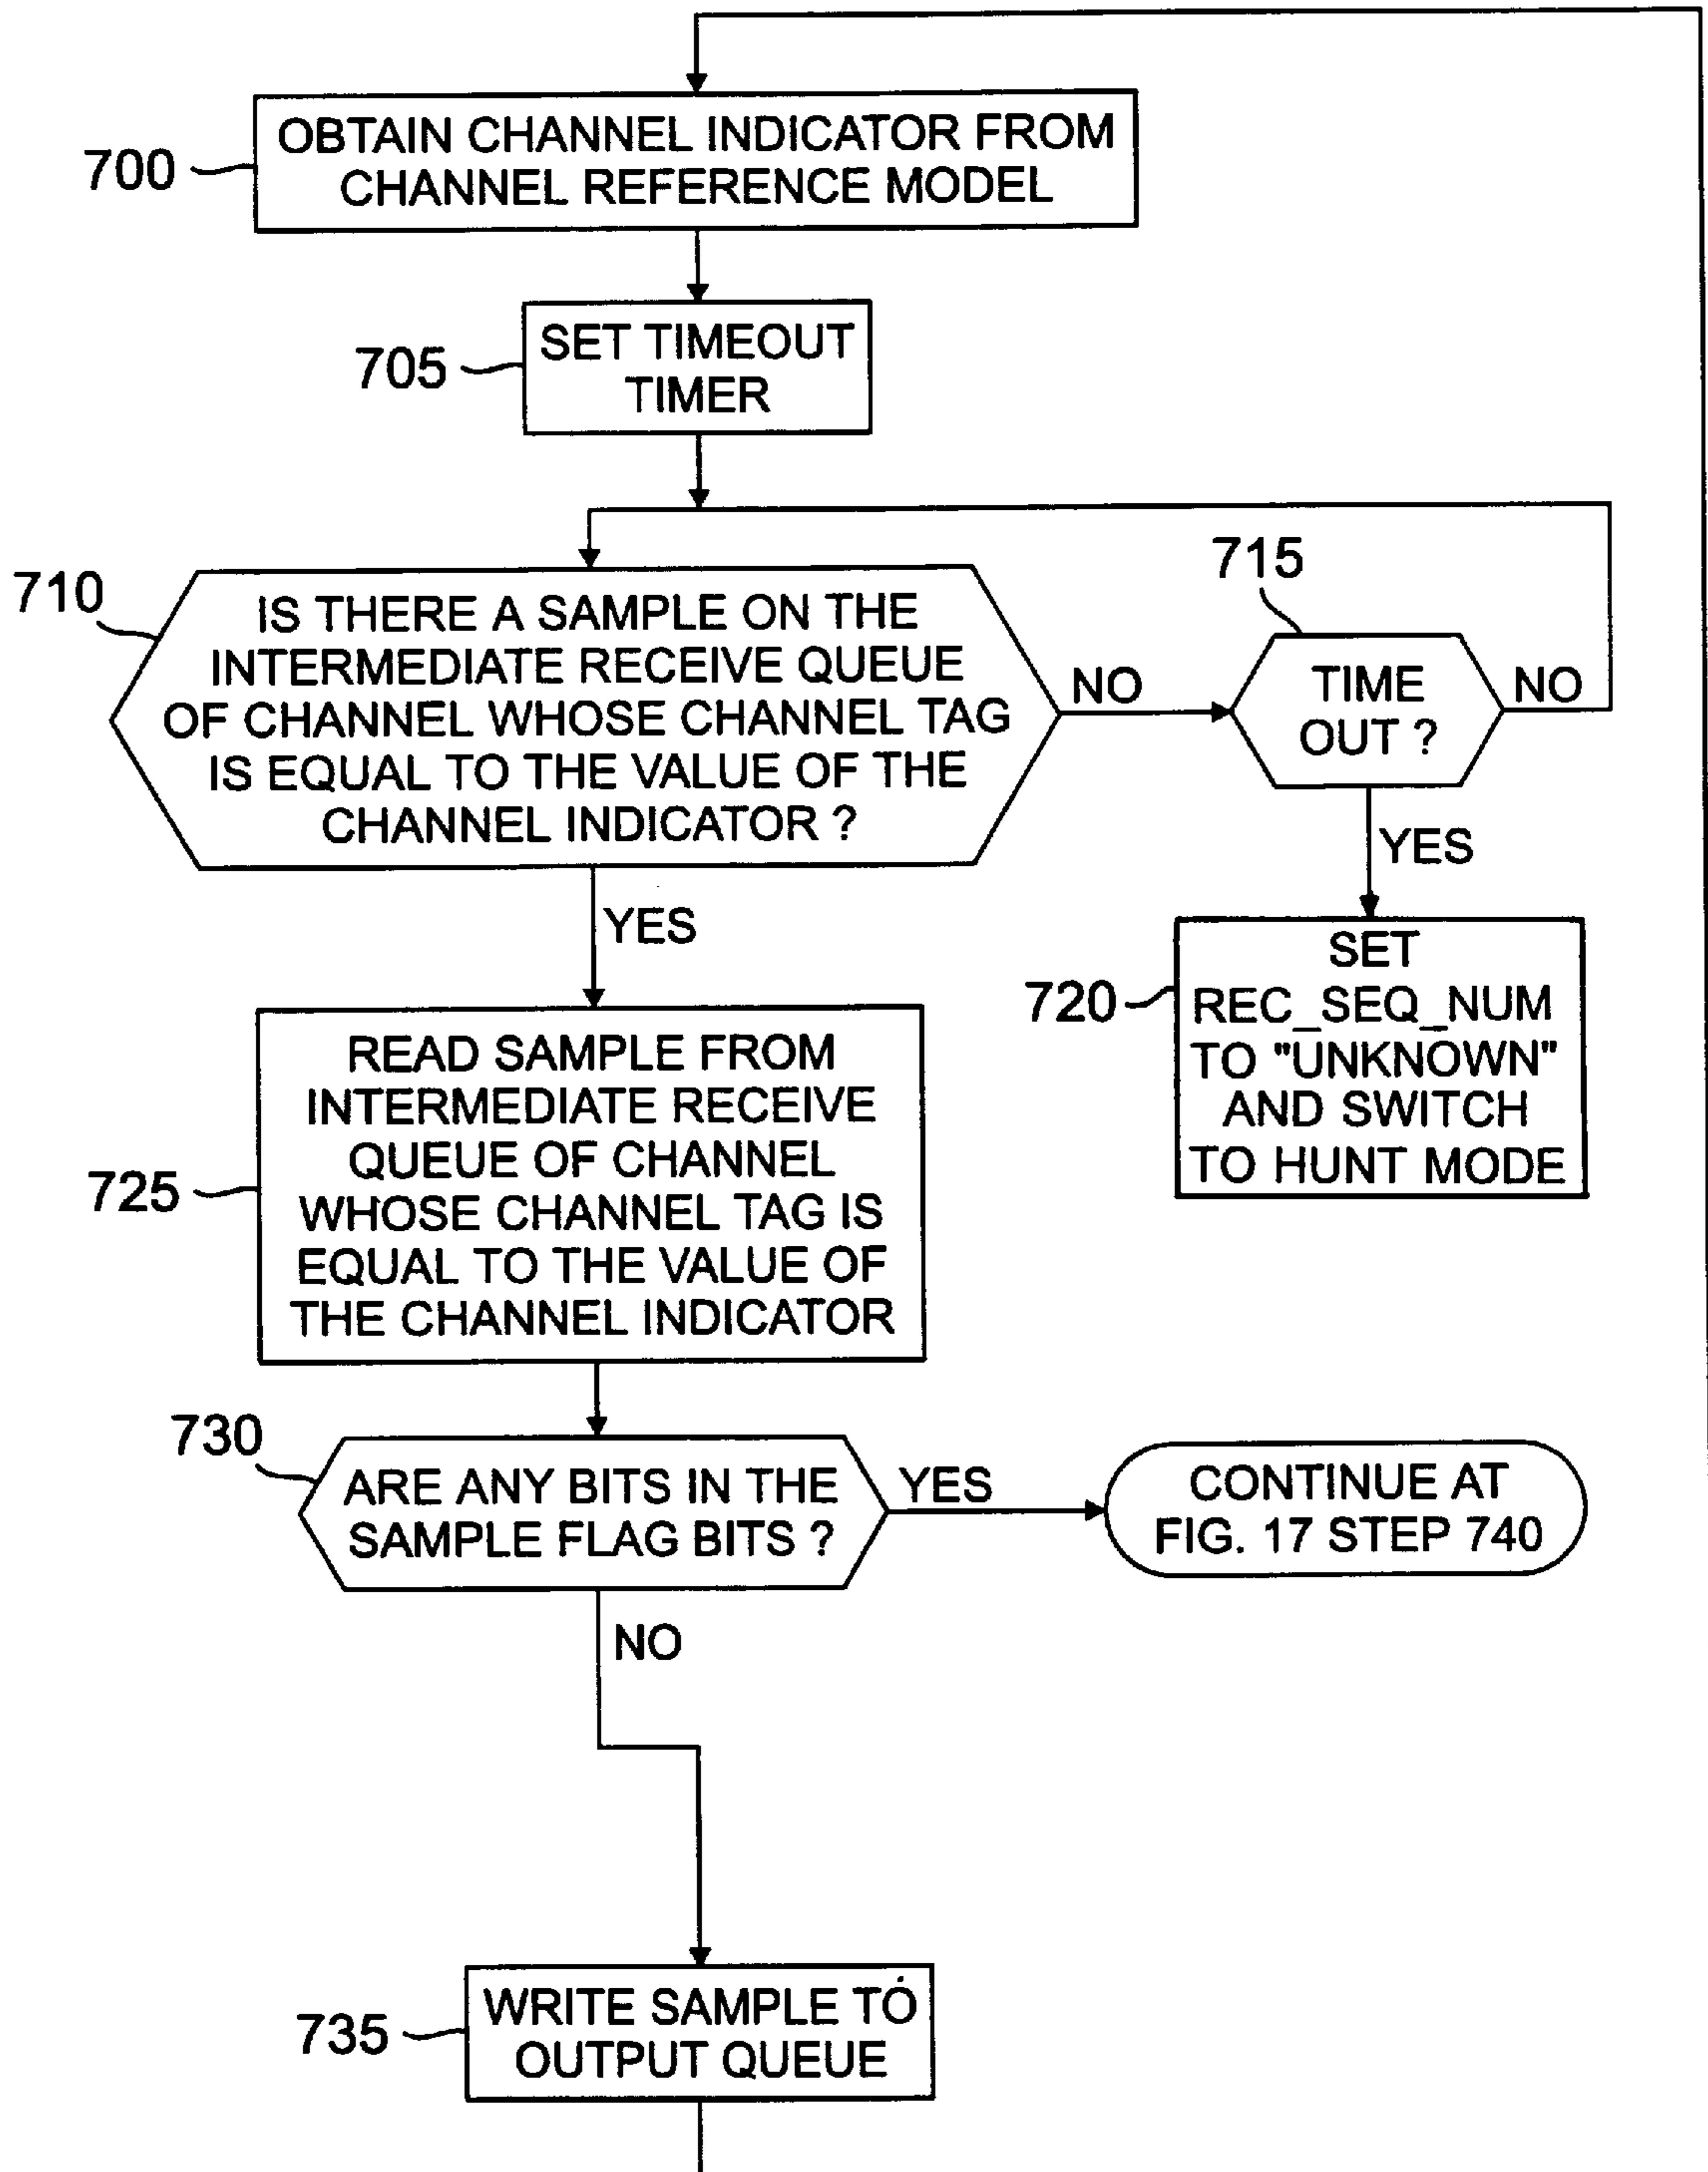 700
OBTAIN CHANNEL INDICATOR FROM
CHANNEL REFERENCE MODEL
705
SET TIMEOUT
TIMER
710
IS THERE A SAMPLE ON THE
INTERMEDIATE RECEIVE QUEUE
OF CHANNEL WHOSE CHANNEL TAG
IS EQUAL TO THE VALUE OF THE
CHANNEL INDICATOR ?
NO
715
TIME
OUT ?
NO
YES
YES
720
SET
REC_SEQ_NUM
TO "UNKNOWN"
AND SWITCH
TO HUNT MODE
725
READ SAMPLE FROM
INTERMEDIATE RECEIVE
QUEUE OF CHANNEL
WHOSE CHANNEL TAG IS
EQUAL TO THE VALUE OF
THE CHANNEL INDICATOR
730
ARE ANY BITS IN THE
SAMPLE FLAG BITS ?
YES
CONTINUE AT
FIG. 17 STEP 740
NO
735
WRITE SAMPLE TO
OUTPUT QUEUE